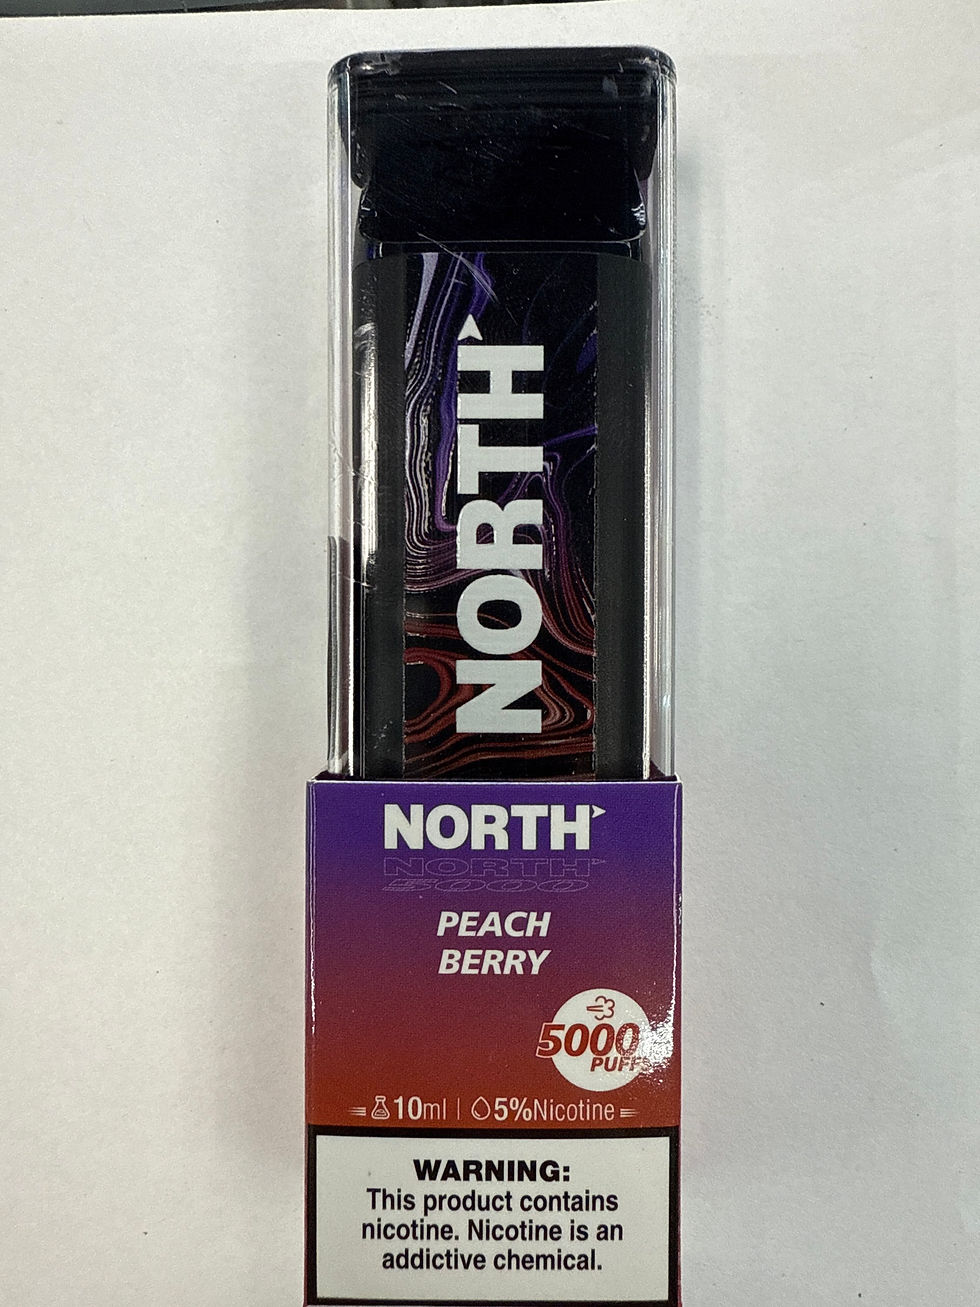 NORTH
NORTH
NORTH
5000
PEACH
BERRY
5000
PUFFS
10ml | 5%Nicotine
WARNING:
This product contains
nicotine. Nicotine is an
addictive chemical.